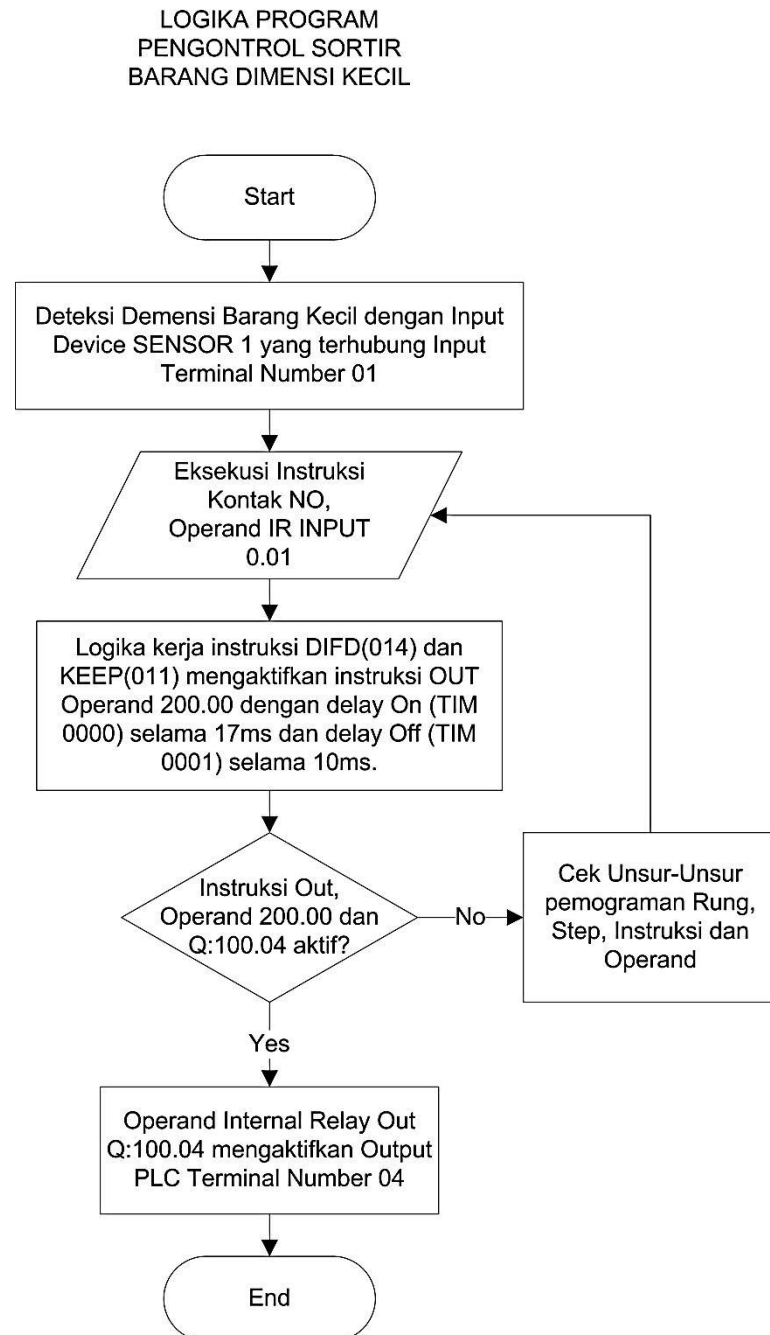 LOGIKA PROGRAM
PENGONTROL SORTIR
BARANG DIMENSI KECIL
Start
Deteksi Demensi Barang Kecil dengan Input
Device SENSOR 1 yang terhubung Input
Terminal Number 01
Eksekusi Instruksi
Kontak NO,
Operand IR INPUT
0.01
Logika kerja instruksi DIFD(014) dan
KEEP(011) mengaktifkan instruksi OUT
Operand 200.00 dengan delay On (TIM
0000) selama 17ms dan delay Off (TIM
0001) selama 10ms.
Instruksi Out,
Operand 200.00 dan
Q:100.04 aktif?
No
Cek Unsur-Unsur
pemograman Rung,
Step, Instruksi dan
Operand
Yes
Operand Internal Relay Out
Q:100.04 mengaktifkan Output
PLC Terminal Number 04
End